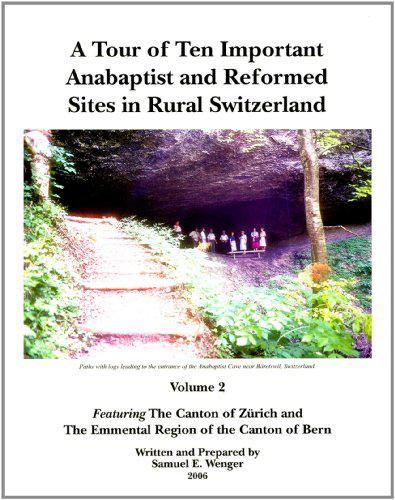 A Tour of Ten Important
Anabaptist and Reformed
Sites in Rural Switzerland
Paths with logs leading to the entrance of the Anabaptist Cave near Bäretswil, Switzerland
Volume 2
Featuring The Canton of Zürich and
The Emmental Region of the Canton of Bern
Written and Prepared by
Samuel E. Wenger
2006